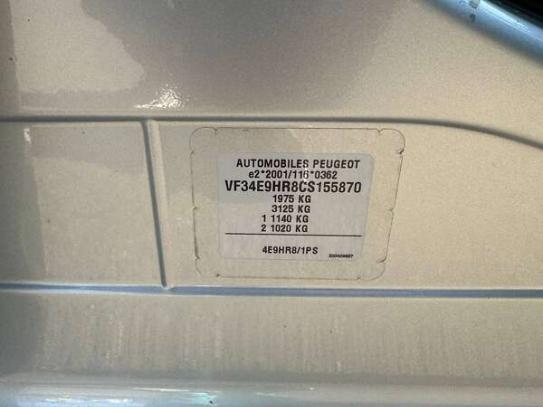 AUTOMOBILES PEUGEOT
e2*2001/116*0362
VF34E9HR8CS155870
1975 KG
3125 KG
1 1140 KG
2 1020 KG
4E9HR8/1PS